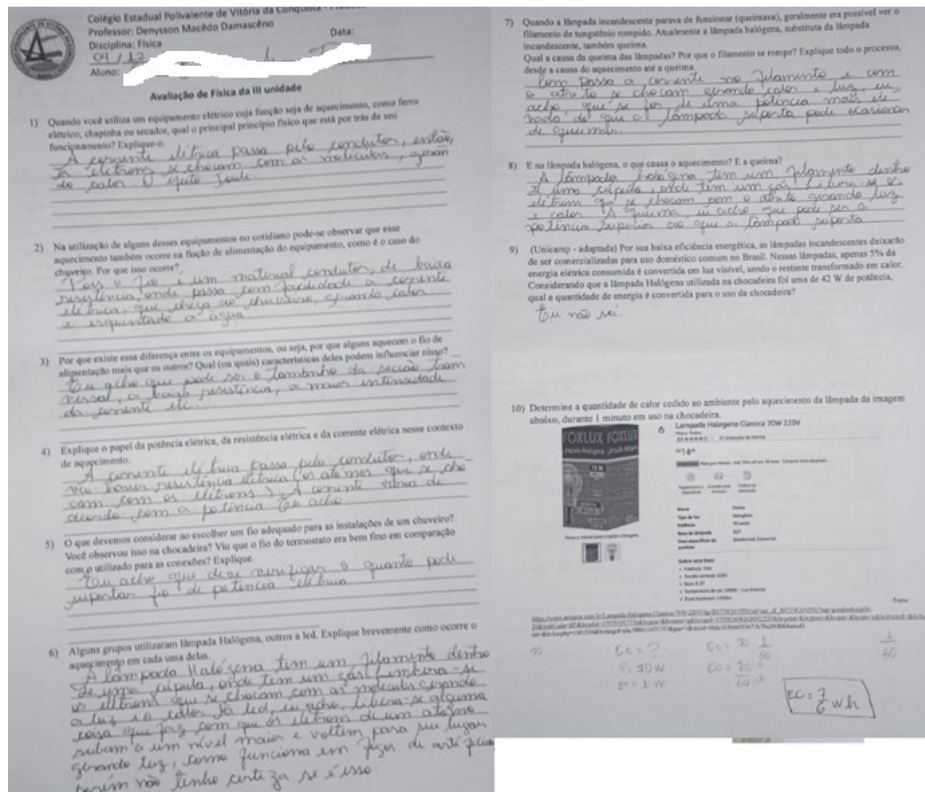 Colégio Estadual Polivalente de Vitória da Conquista -
Professor: Denysson Macêdo Damascêno
Disciplina: Física
Data:
04/12
Aluno:
Avaliação de Física da III unidade
1) Quando você utiliza um equipamento elétrico cuja função seja de aquecimento, como ferro
elétrico, chapinha ou secador, qual o principal princípio físico que está por trás de seu
funcionamento? Explique-o.
A corrente elétrica passa pelo condutor, então,
os elétrons se chocam com as moléculas, geran
do calor. O efeito Joule.
2) Na utilização de alguns desses equipamentos no cotidiano pode-se observar que esse
aquecimento também ocorre na fiação de alimentação do equipamento, como é o caso do
chuveiro. Por que isso ocorre?
Pois o fio é um material condutor, de baixa
resistência, onde passa com facilidade a corrente
elétrica, que chega ao chuveiro, gerando calor
e esquentado a água
3) Por que existe essa diferença entre os equipamentos, ou seja, por que alguns aquecem o fio de
alimentação mais que os outros? Qual (ou quais) características deles podem influenciar nisso?
Eu acho que pode ser o tamanho da secção tran
versal, a baixa resistência, a maior intensidade
da corrente etc.
4) Explique o papel da potência elétrica, da resistência elétrica e da corrente elétrica nesse contexto
de aquecimento.
A corrente elétrica passa pelo condutor, onde
vai haver resistência elétrica (os atómos que se cho
cam com os elétrons). A corrente varia de
acordo com a potência eu acho.
5) O que devemos considerar ao escolher um fio adequado para as instalações de um chuveiro?
Você observou isso na chocadeira? Viu que o fio do termostato era bem fino em comparação
com o utilizado para as conexões? Explique.
Eu acho que deve verificar o quanto pode
suportar fio de potência elétrica
6) Alguns grupos utilizaram lâmpada Halógena, outros a led. Explique brevemente como ocorre o
aquecimento em cada uma delas.
A lâmpada Halógena tem um filamento dentro
de uma cúpula, onde tem um gás. Libera-se
os elétrons que se chocam com as moléculas gerando
a luz e o calor. Já led, eu acho, libera-se alguma
coisa que faz com que os elétrons de um atómo
subam a um nível maior e voltem para seu lugar
gerando luz, como funciona em fogos de artifício
porém não tenho certeza se é isso.
7) Quando a lâmpada incandescente parava de funcionar (queimava), geralmente era possível ver o
filamento de tungstênio rompido. Atualmente a lâmpada halógena, substituta da lâmpada
incandescente, também queima.
Qual a causa da queima das lâmpadas? Por que o filamento se rompe? Explique todo o processo,
desde a causa do aquecimento até a queima.
Com passa a corrente no filamento e com
o atrito se chocam gerando calor e luz, eu
acho que se for de uma potência mais ele
vada do que a lâmpada suporta pode ocasionar
de queimar.
8) E na lâmpada halógena, o que causa o aquecimento? E a queima?
A lâmpada halógena tem um filamento dentro
de uma cúpula, onde tem um gás. Libera-se os
elétrons que se chocam com o atrito gerando luz
e calor. A queima, eu acho que pode ser a
potência superior ao que a lâmpada suporta
9) (Unicamp - adaptada) Por sua baixa eficiência energética, as lâmpadas incandescentes deixarão
de ser comercializadas para uso doméstico comum no Brasil. Nessas lâmpadas, apenas 5% da
energia elétrica consumida é convertida em luz visível, sendo o restante transformado em calor.
Considerando que a lâmpada Halógena utilizada na chocadeira foi uma de 42 W de potência,
qual a quantidade de energia é convertida para o uso da chocadeira?
Eu não sei
10) Determine a quantidade de calor cedido ao ambiente pelo aquecimento da lâmpada da imagem
abaixo, durante 1 minuto em uso na chocadeira.
FOXLUX FOXLUX
Lampada Halogena Classica 70W 220V
Fonte:
EC = ?
P: 70W
EC = 70 1/60
1/60
EC = 7/6 Wh